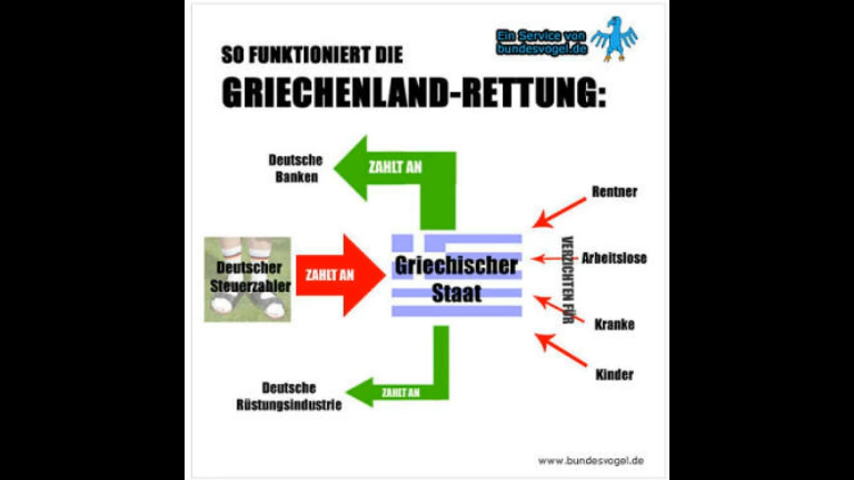 Ein Service von
bundesvogel.de
SO FUNKTIONIERT DIE
GRIECHENLAND-RETTUNG:
Deutsche
Banken
ZAHLT AN
Rentner
Deutscher
Steuerzahler
ZAHLT AN
Griechischer
Staat
VERZICHTEN FÜR
Arbeitslose
Kranke
Kinder
Deutsche
Rüstungsindustrie
ZAHLT AN
www.bundesvogel.de